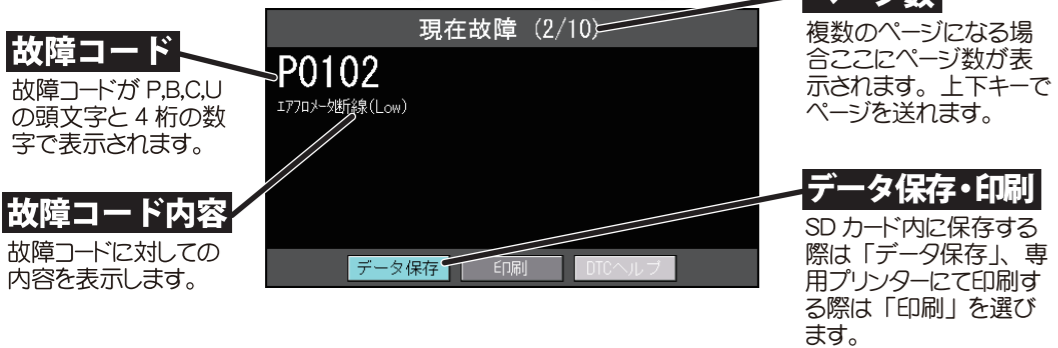 現在故障 (2/10)
P0102
エアフロメータ断線(Low)
データ保存
印刷
DTCヘルプ
故障コード
故障コードが P,B,C,U
の頭文字と 4 桁の数
字で表示されます。
故障コード内容
故障コードに対しての
内容を表示します。
ページ数
複数のページになる場
合ここにページ数が表
示されます。上下キーで
ページを送れます。
データ保存・印刷
SD カード内に保存する
際は「データ保存」、専
用プリンターにて印刷す
る際は「印刷」を選び
ます。